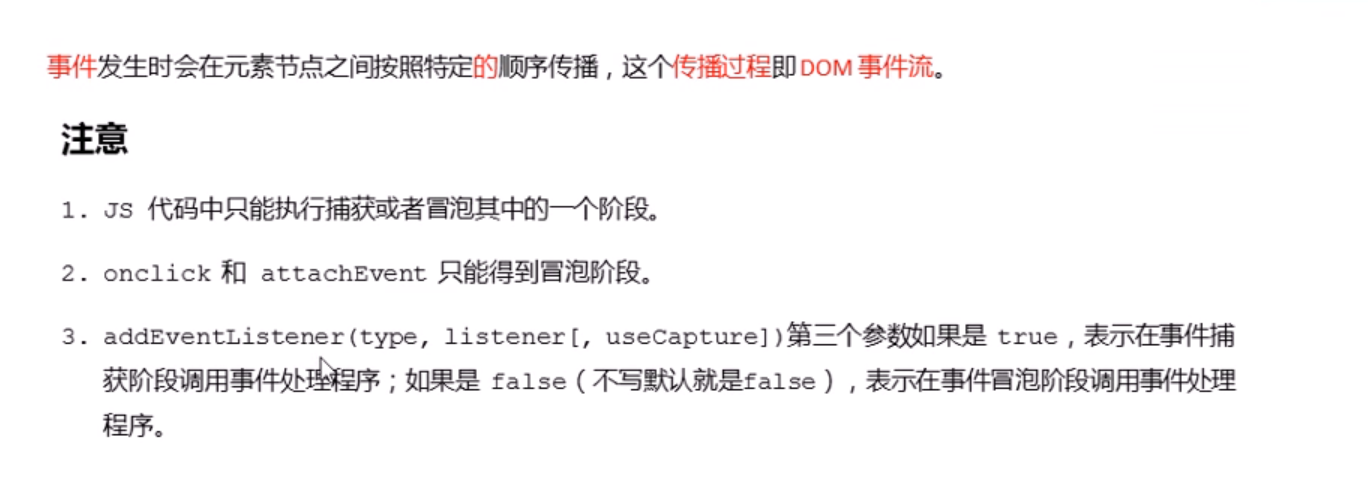 事件发生时会在元素节点之间按照特定的顺序传播，这个传播过程即DOM 事件流。
注意
1. JS 代码中只能执行捕获或者冒泡其中的一个阶段。
2. onclick 和 attachEvent 只能得到冒泡阶段。
3. addEventListener(type, listener[, useCapture])第三个参数如果是 true，表示在事件捕
获阶段调用事件处理程序；如果是 false（不写默认就是false），表示在事件冒泡阶段调用事件处理
程序。